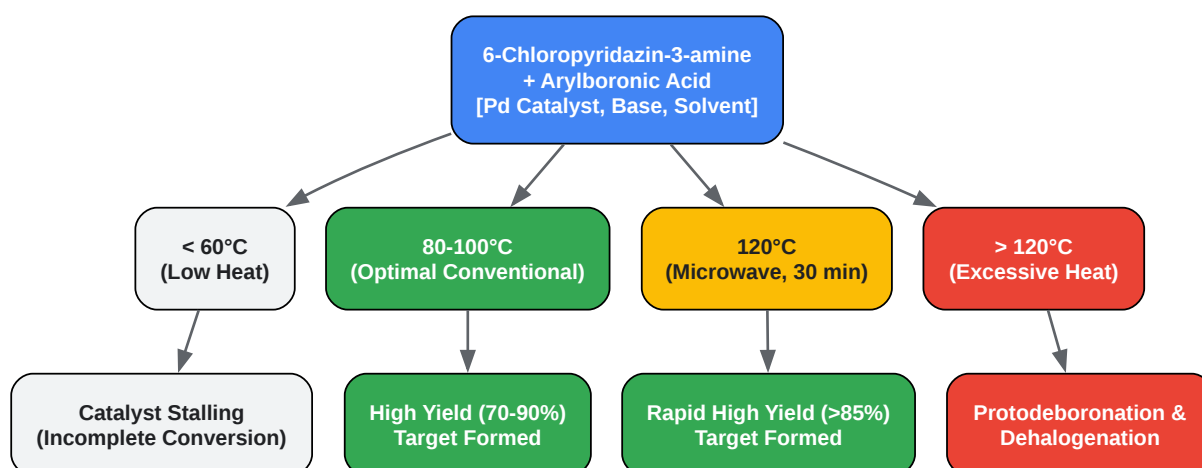 6-Chloropyridazin-3-amine
+ Arylboronic Acid
[Pd Catalyst, Base, Solvent]
< 60°C
(Low Heat)
80-100°C
(Optimal Conventional)
120°C
(Microwave, 30 min)
> 120°C
(Excessive Heat)
Catalyst Stalling
(Incomplete Conversion)
High Yield (70-90%)
Target Formed
Rapid High Yield (>85%)
Target Formed
Protodeboronation &
Dehalogenation